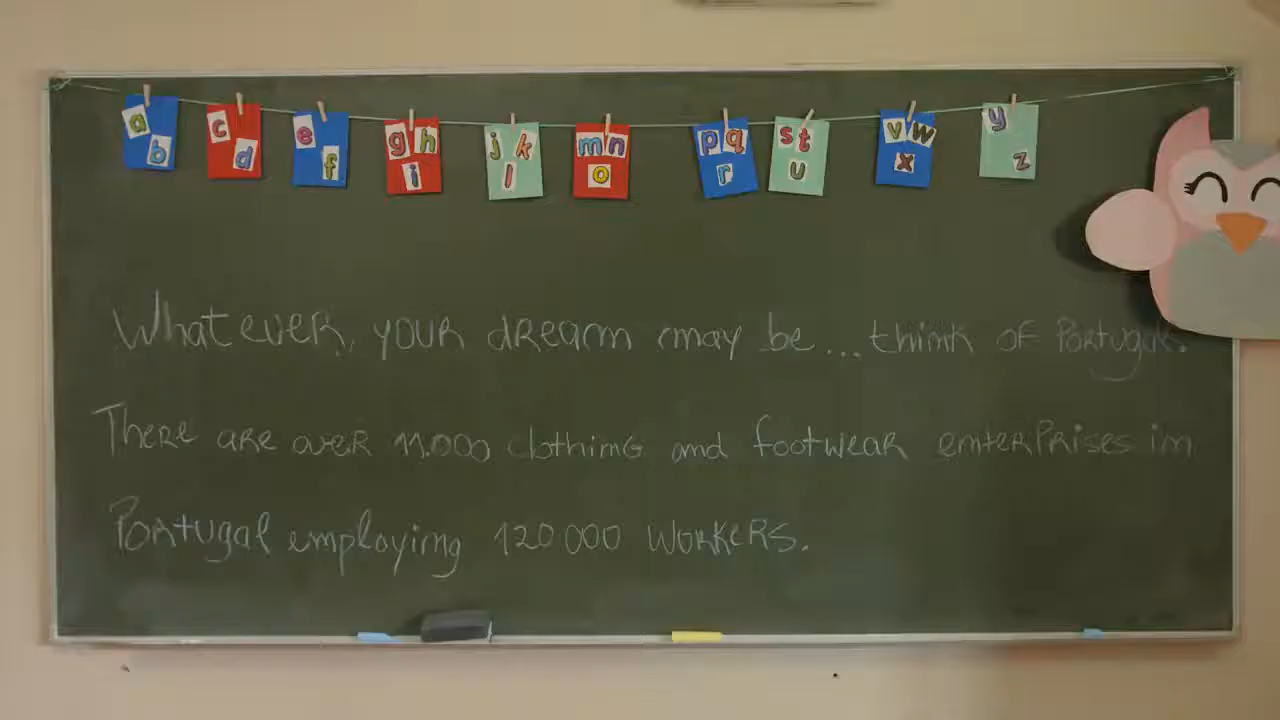 a b c d e f g h i j k l m n o p q r s t u v w x y z
Whatever, your dream may be... think of Portugal.
There are over 11.000 clothing and footwear enterprises in
Portugal employing 120 000 workers.